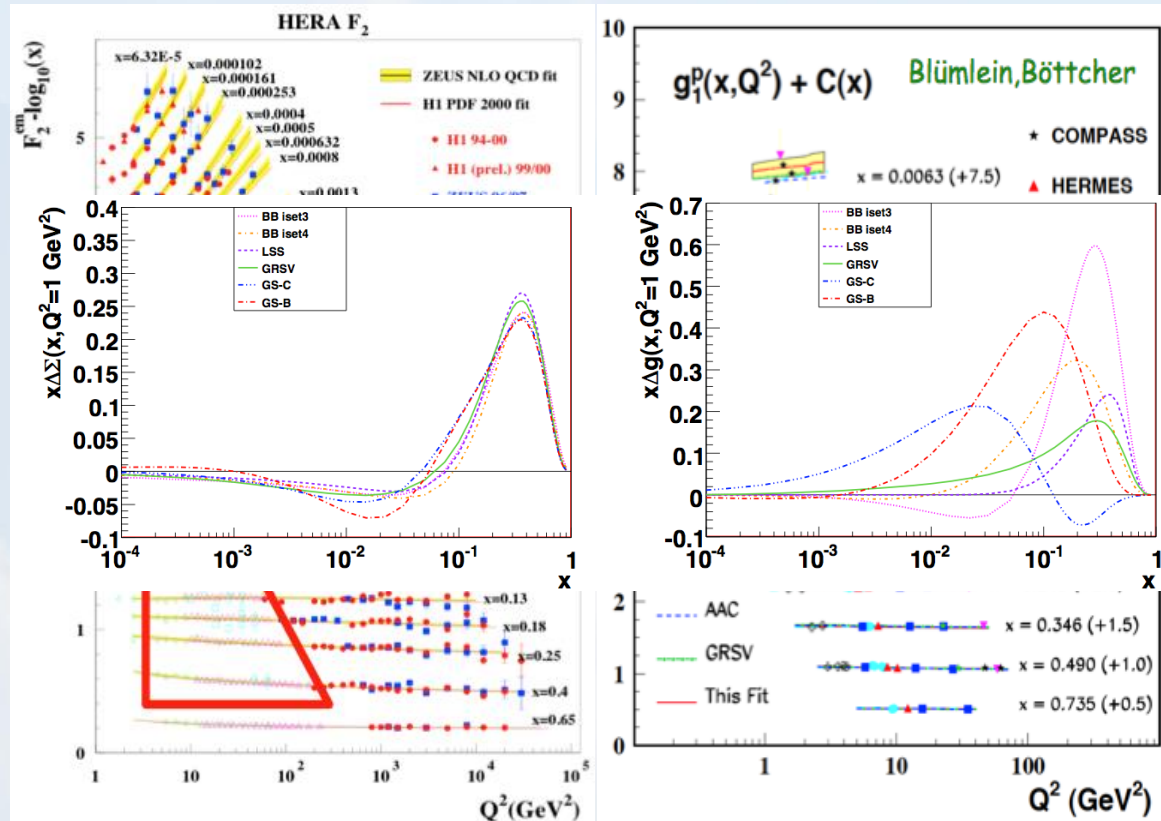 HERA F₂
F₂ᵉᵐ-log₁₀(x)
5
x=6.32E-5
x=0.000102
x=0.000161
x=0.000253
x=0.0004
x=0.0005
x=0.000632
x=0.0008
x=0.0013
ZEUS NLO QCD fit
H1 PDF 2000 fit
H1 94-00
H1 (prel.) 99/00
10
9
8
g₁ᵖ(x,Q²) + C(x)
Blümlein,Böttcher
COMPASS
HERMES
x = 0.0063 (+7.5)
xΔΣ(x,Q²=1 GeV²)
0.4
0.35
0.3
0.25
0.2
0.15
0.1
0.05
0
-0.05
-0.1
BB iset3
BB iset4
LSS
GRSV
GS-C
GS-B
10⁻⁴ 10⁻³ 10⁻² 10⁻¹ 1
x
xΔg(x,Q²=1 GeV²)
0.7
0.6
0.5
0.4
0.3
0.2
0.1
0
-0.1
BB iset3
BB iset4
LSS
GRSV
GS-C
GS-B
10⁻⁴ 10⁻³ 10⁻² 10⁻¹ 1
x
1
0
x=0.13
x=0.18
x=0.25
x=0.4
x=0.65
1 10 10² 10³ 10⁴ 10⁵
Q²(GeV²)
2
1
0
AAC
GRSV
This Fit
x = 0.346 (+1.5)
x = 0.490 (+1.0)
x = 0.735 (+0.5)
1 10 100
Q² (GeV²)